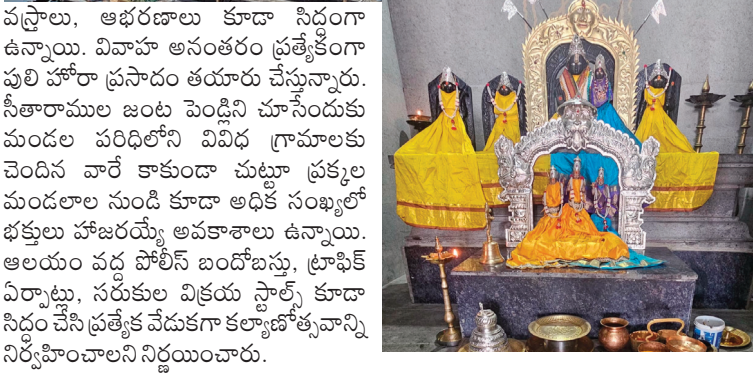 వస్త్రాలు, ఆభరణాలు కూడా సిద్ధంగా
ఉన్నాయి. వివాహ అనంతరం ప్రత్యేకంగా
పులి హోరా ప్రసాదం తయారు చేస్తున్నారు.
సీతారాముల జంట పెండ్లిని చూసేందుకు
మండల పరిధిలోని వివిధ గ్రామాలకు
చెందిన వారే కాకుండా చుట్టూ ప్రక్కల
మండలాల నుండి కూడా అధిక సంఖ్యలో
భక్తులు హాజరయ్యే అవకాశాలు ఉన్నాయి.
ఆలయం వద్ద పోలీస్ బందోబస్తు, ట్రాఫిక్
ఏర్పాట్లు, సరుకుల విక్రయ స్టాల్స్ కూడా
సిద్ధం చేసి ప్రత్యేక వేడుకగా కల్యాణోత్సవాన్ని
నిర్వహించాలని నిర్ణయించారు.